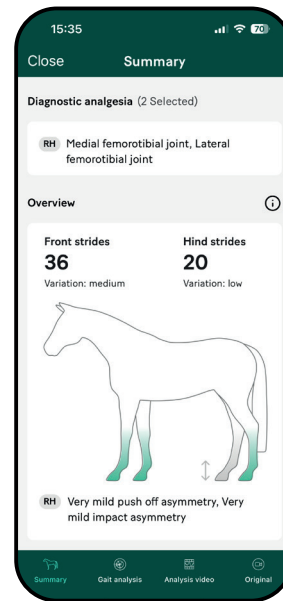 15:35
70
Close Summary
Diagnostic analgesia (2 Selected)
RH Medial femorotibial joint, Lateral
femorotibial joint
Overview
Front strides Hind strides
36 20
Variation: medium Variation: low
RH Very mild push off asymmetry, Very
mild impact asymmetry
Summary Gait analysis Analysis video Original